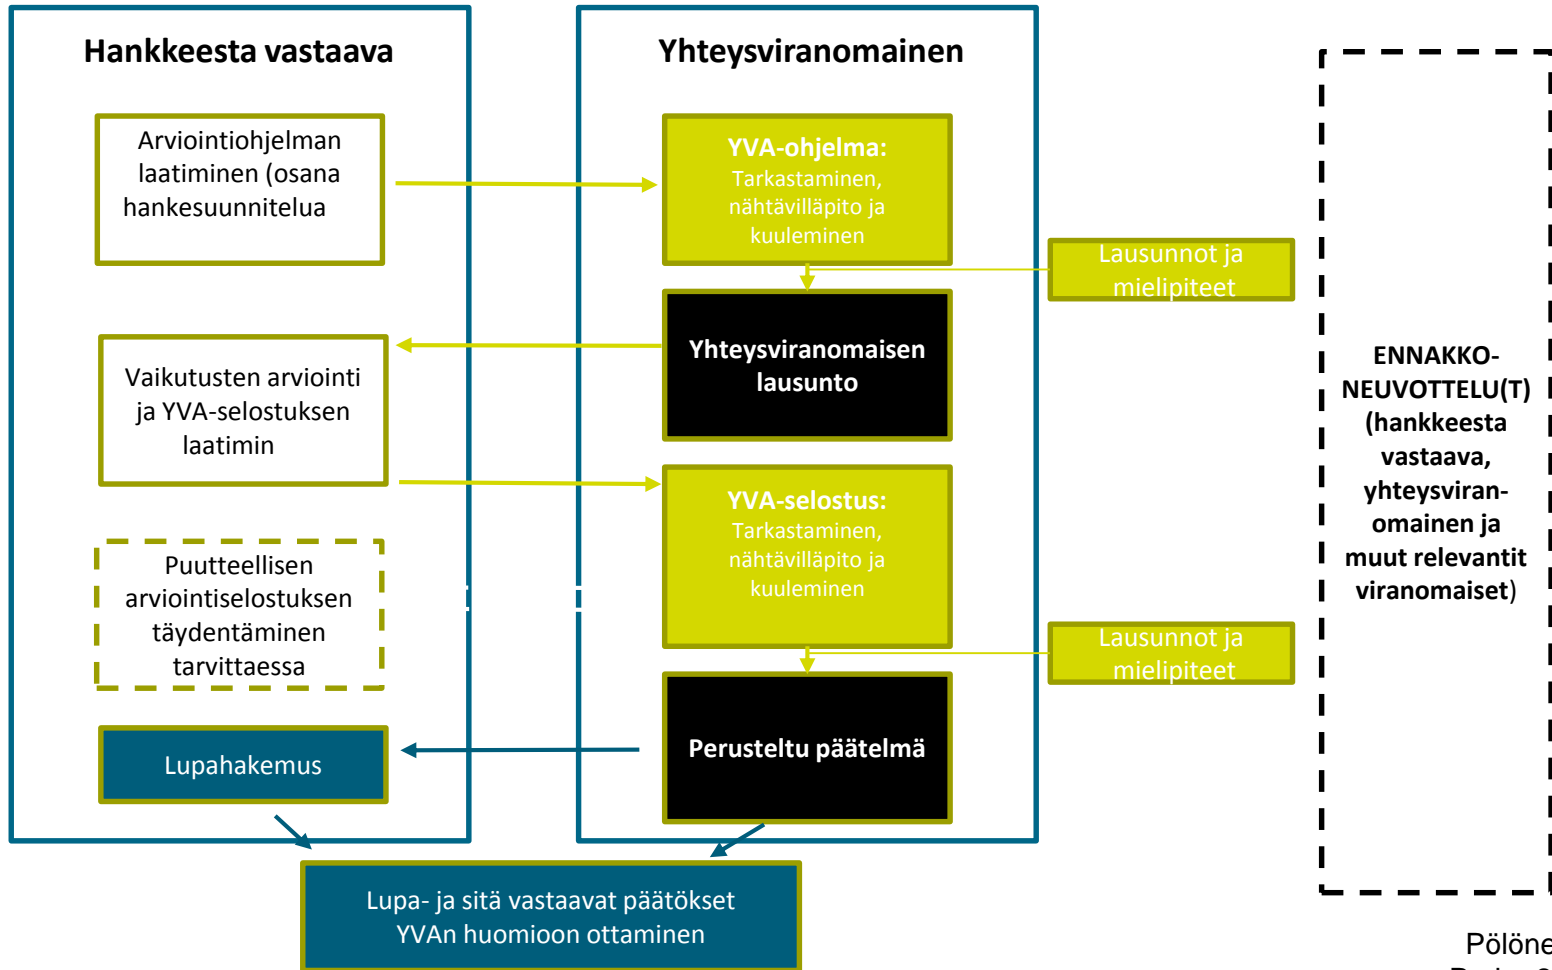 Hankkeesta vastaava
Arviointiohjelman
laatiminen (osana
hankesuunnitelua
Vaikutusten arviointi
ja YVA-selostuksen
laatimin
Puutteellisen
arviointiselostuksen
täydentäminen
tarvittaessa
Lupahakemus
Yhteysviranomainen
YVA-ohjelma:
Tarkastaminen,
nähtävilläpito ja
kuuleminen
Yhteysviranomaisen
lausunto
YVA-selostus:
Tarkastaminen,
nähtävilläpito ja
kuuleminen
Perusteltu päätelmä
Lausunnot ja
mielipiteet
Lausunnot ja
mielipiteet
ENNAKKO-
NEUVOTTELU(T)
(hankkeesta
vastaava,
yhteysviran-
omainen ja
muut relevantit
viranomaiset)
Lupa- ja sitä vastaavat päätökset
YVAn huomioon ottaminen
Pölöne